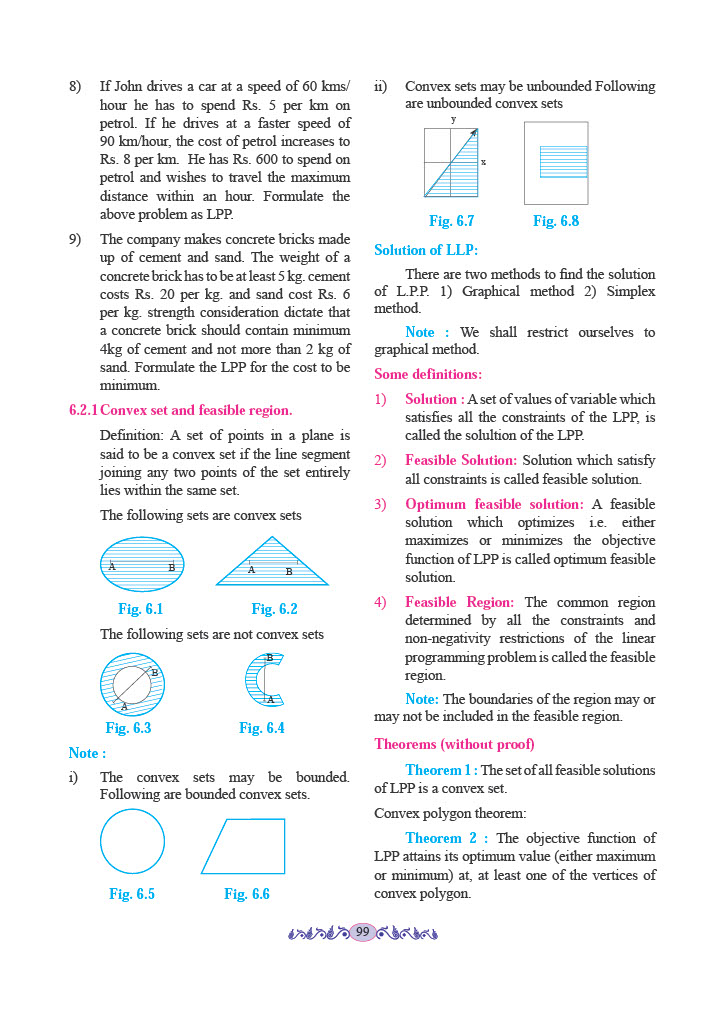 8) If John drives a car at a speed of 60 kms/
hour he has to spend Rs. 5 per km on
petrol. If he drives at a faster speed of
90 km/hour, the cost of petrol increases to
Rs. 8 per km. He has Rs. 600 to spend on
petrol and wishes to travel the maximum
distance within an hour. Formulate the
above problem as LPP.
9) The company makes concrete bricks made
up of cement and sand. The weight of a
concrete brick has to be at least 5 kg. cement
costs Rs. 20 per kg. and sand cost Rs. 6
per kg. strength consideration dictate that
a concrete brick should contain minimum
4kg of cement and not more than 2 kg of
sand. Formulate the LPP for the cost to be
minimum.
6.2.1 Convex set and feasible region.
Definition: A set of points in a plane is
said to be a convex set if the line segment
joining any two points of the set entirely
lies within the same set.
The following sets are convex sets
A B A B
Fig. 6.1 Fig. 6.2
The following sets are not convex sets
B
A
B
A
Fig. 6.3 Fig. 6.4
Note :
i) The convex sets may be bounded.
Following are bounded convex sets.
Fig. 6.5 Fig. 6.6
ii) Convex sets may be unbounded Following
are unbounded convex sets
y
x
Fig. 6.7 Fig. 6.8
Solution of LLP:
There are two methods to find the solution
of L.P.P. 1) Graphical method 2) Simplex
method.
Note : We shall restrict ourselves to
graphical method.
Some definitions:
1) Solution : A set of values of variable which
satisfies all the constraints of the LPP, is
called the solultion of the LPP.
2) Feasible Solution: Solution which satisfy
all constraints is called feasible solution.
3) Optimum feasible solution: A feasible
solution which optimizes i.e. either
maximizes or minimizes the objective
function of LPP is called optimum feasible
solution.
4) Feasible Region: The common region
determined by all the constraints and
non-negativity restrictions of the linear
programming problem is called the feasible
region.
Note: The boundaries of the region may or
may not be included in the feasible region.
Theorems (without proof)
Theorem 1 : The set of all feasible solutions
of LPP is a convex set.
Convex polygon theorem:
Theorem 2 : The objective function of
LPP attains its optimum value (either maximum
or minimum) at, at least one of the vertices of
convex polygon.
99